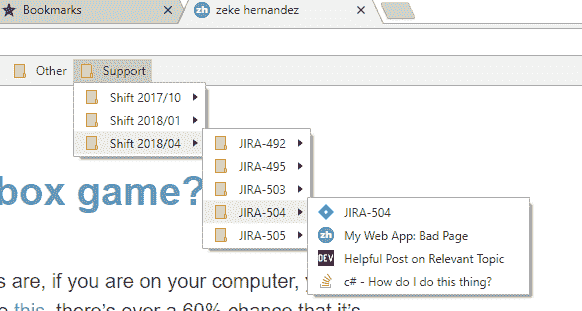 Bookmarks
zh zeke hernandez
Other
Support
Shift 2017/10
Shift 2018/01
Shift 2018/04
JIRA-492
JIRA-495
JIRA-503
JIRA-504
JIRA-505
JIRA-504
zh My Web App: Bad Page
DEV Helpful Post on Relevant Topic
c# - How do I do this thing?
box game?
s are, if you are on your computer, y
this, there's over a 60% chance that it's